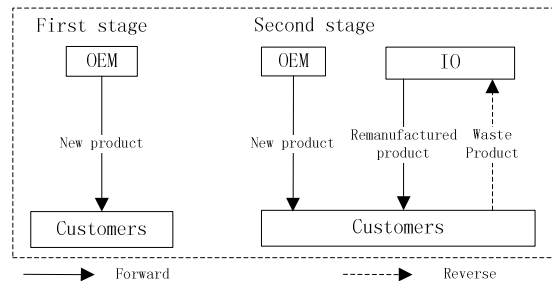 First stage
Second stage
OEM
OEM
IO
New product
New product
Remanufactured
product
Waste
Product
Customers
Customers
Forward
Reverse